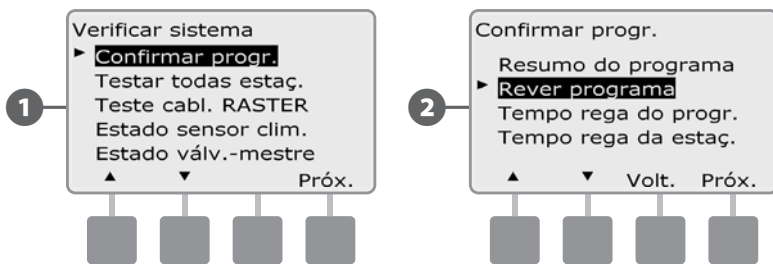 1
Verificar sistema
► Confirmar progr.
Testar todas estaç.
Teste cabl. RASTER
Estado sensor clim.
Estado válv.-mestre
▲ ▼ Próx.
2
Confirmar progr.
Resumo do programa
► Rever programa
Tempo rega do progr.
Tempo rega da estaç.
▲ ▼ Volt. Próx.